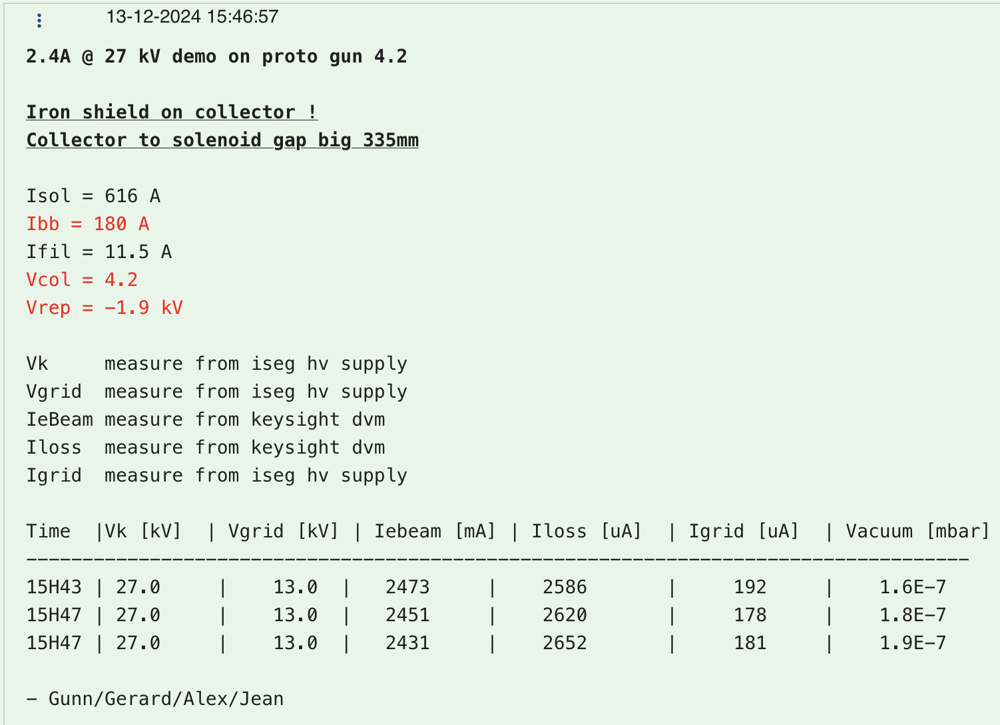 13-12-2024 15:46:57
2.4A @ 27 kV demo on proto gun 4.2
Iron shield on collector !
Collector to solenoid gap big 335mm
Isol = 616 A
Ibb = 180 A
Ifil = 11.5 A
Vcol = 4.2
Vrep = -1.9 kV
Vk     measure from iseg hv supply
Vgrid  measure from iseg hv supply
IeBeam measure from keysight dvm
Iloss  measure from keysight dvm
Igrid  measure from iseg hv supply
Time  |Vk [kV]  | Vgrid [kV] | Iebeam [mA] | Iloss [uA]  | Igrid [uA]  | Vacuum [mbar]
------------------------------------------------------------------------------------
15H43 | 27.0     |    13.0  |   2473     |    2586       |     192     |    1.6E-7
15H47 | 27.0     |    13.0  |   2451     |    2620       |     178     |    1.8E-7
15H47 | 27.0     |    13.0  |   2431     |    2652       |     181     |    1.9E-7
- Gunn/Gerard/Alex/Jean